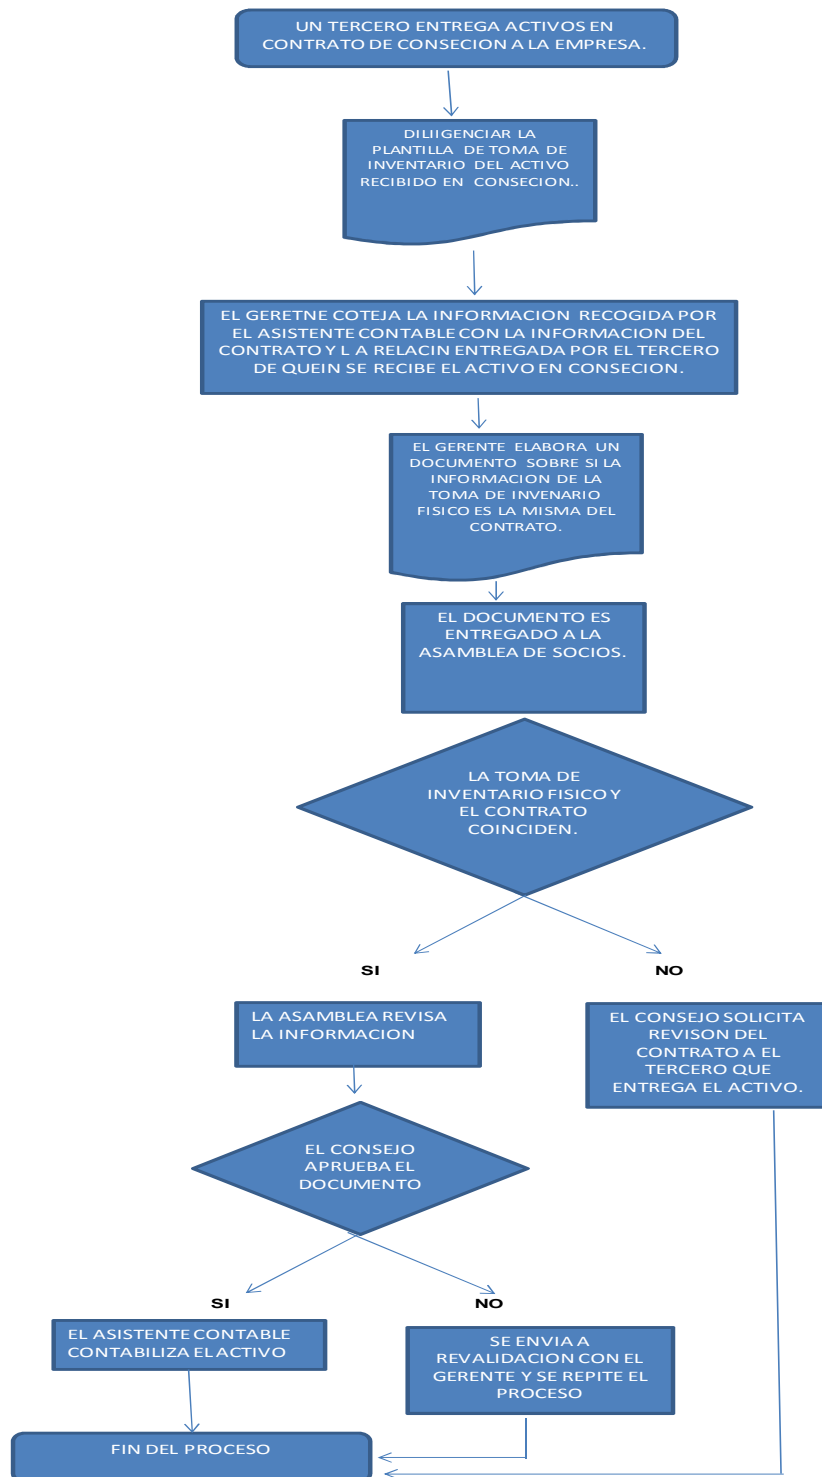 UN TERCERO ENTREGA ACTIVOS EN
CONTRATO DE CONSECION A LA EMPRESA.
DILIIGENCIAR LA
PLANTILLA DE TOMA DE
INVENTARIO DEL ACTIVO
RECIBIDO EN CONSECION..
EL GERETNE COTEJA LA INFORMACION RECOGIDA POR
EL ASISTENTE CONTABLE CON LA INFORMACION DEL
CONTRATO Y L A RELACIN ENTREGADA POR EL TERCERO
DE QUEIN SE RECIBE EL ACTIVO EN CONSECION.
EL GERENTE ELABORA UN
DOCUMENTO SOBRE SI LA
INFORMACION DE LA
TOMA DE INVENARIO
FISICO ES LA MISMA DEL
CONTRATO.
EL DOCUMENTO ES
ENTREGADO A LA
ASAMBLEA DE SOCIOS.
LA TOMA DE
INVENTARIO FISICO Y
EL CONTRATO
COINCIDEN.
SI
NO
LA ASAMBLEA REVISA
LA INFORMACION
EL CONSEJO SOLICITA
REVISON DEL
CONTRATO A EL
TERCERO QUE
ENTREGA EL ACTIVO.
EL CONSEJO
APRUEBA EL
DOCUMENTO
SI
NO
EL ASISTENTE CONTABLE
CONTABILIZA EL ACTIVO
SE ENVIA A
REVALIDACION CON EL
GERENTE Y SE REPITE EL
PROCESO
FIN DEL PROCESO